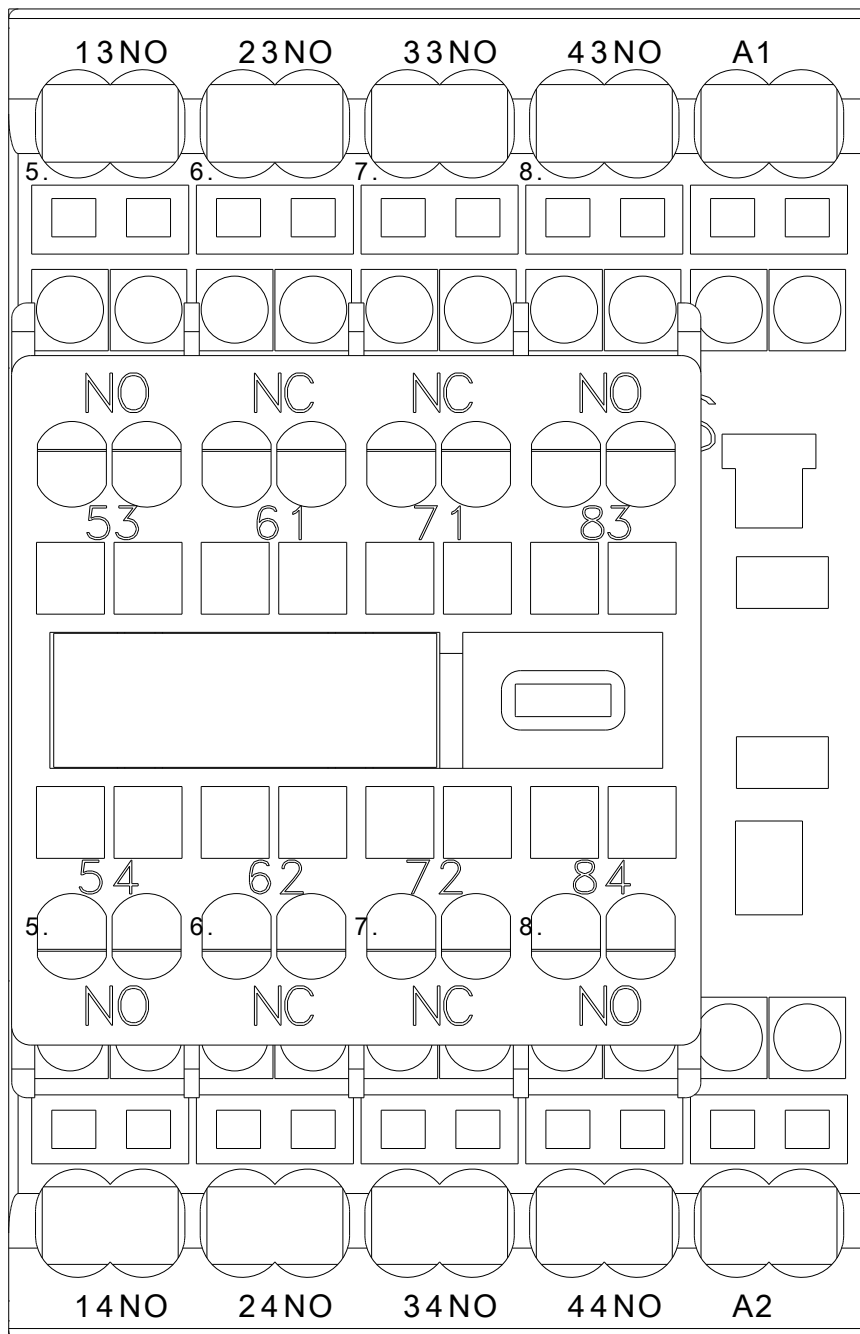 13NO 23NO 33NO 43NO A1
5. 6. 7. 8.
NO NC NC NO
53 61 71 83
54 62 72 84
5. 6. 7. 8.
NO NC NC NO
14NO 24NO 34NO 44NO A2